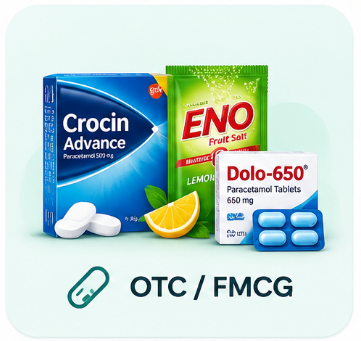 Crocin
Advance
Paracetamol 500 mg
ENO
Fruit Salt
LEMON
Dolo-650®
Paracetamol Tablets
650 mg
OTC / FMCG